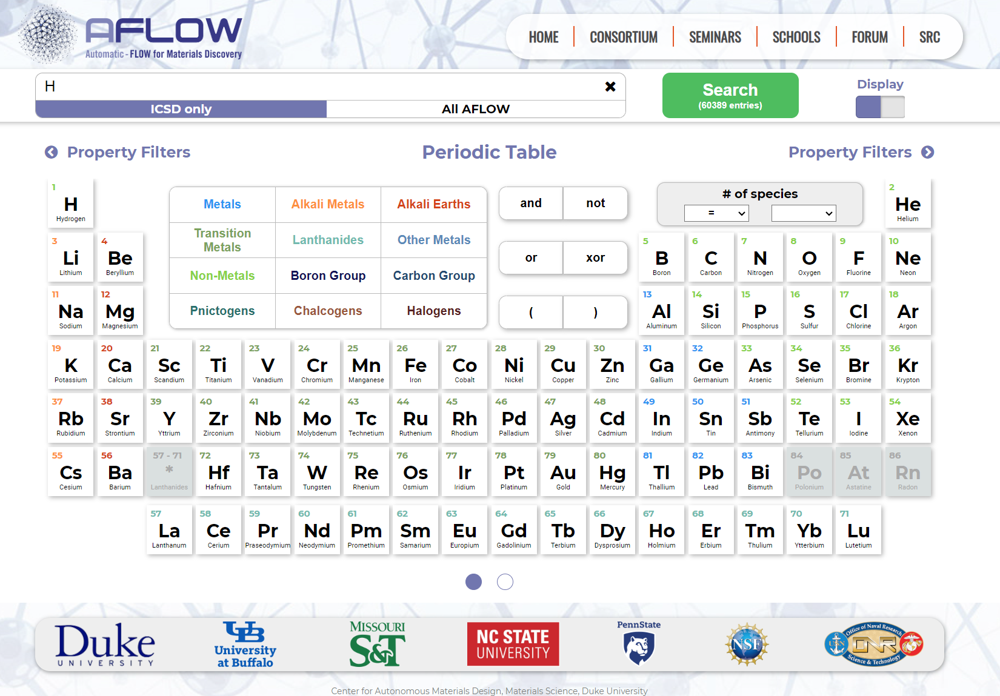 AFLOW
Automatic - FLOW for Materials Discovery
HOME
CONSORTIUM
SEMINARS
SCHOOLS
FORUM
SRC
H
ICSD only
All AFLOW
Search
(60389 entries)
Display
Property Filters
Periodic Table
Property Filters
1
H
Hydrogen
Metals
Alkali Metals
Alkali Earths
Transition
Metals
Lanthanides
Other Metals
Non-Metals
Boron Group
Carbon Group
Pnictogens
Chalcogens
Halogens
and
not
or
xor
(
)
# of species
=
2
He
Helium
3
Li
Lithium
4
Be
Beryllium
5
B
Boron
6
C
Carbon
7
N
Nitrogen
8
O
Oxygen
9
F
Fluorine
10
Ne
Neon
11
Na
Sodium
12
Mg
Magnesium
13
Al
Aluminum
14
Si
Silicon
15
P
Phosphorus
16
S
Sulfur
17
Cl
Chlorine
18
Ar
Argon
19
K
Potassium
20
Ca
Calcium
21
Sc
Scandium
22
Ti
Titanium
23
V
Vanadium
24
Cr
Chromium
25
Mn
Manganese
26
Fe
Iron
27
Co
Cobalt
28
Ni
Nickel
29
Cu
Copper
30
Zn
Zinc
31
Ga
Gallium
32
Ge
Germanium
33
As
Arsenic
34
Se
Selenium
35
Br
Bromine
36
Kr
Krypton
37
Rb
Rubidium
38
Sr
Strontium
39
Y
Yttrium
40
Zr
Zirconium
41
Nb
Niobium
42
Mo
Molybdenum
43
Tc
Technetium
44
Ru
Ruthenium
45
Rh
Rhodium
46
Pd
Palladium
47
Ag
Silver
48
Cd
Cadmium
49
In
Indium
50
Sn
Tin
51
Sb
Antimony
52
Te
Tellurium
53
I
Iodine
54
Xe
Xenon
55
Cs
Cesium
56
Ba
Barium
57 - 71
*
Lanthanides
72
Hf
Hafnium
73
Ta
Tantalum
74
W
Tungsten
75
Re
Rhenium
76
Os
Osmium
77
Ir
Iridium
78
Pt
Platinum
79
Au
Gold
80
Hg
Mercury
81
Tl
Thallium
82
Pb
Lead
83
Bi
Bismuth
84
Po
Polonium
85
At
Astatine
86
Rn
Radon
57
La
Lanthanum
58
Ce
Cerium
59
Pr
Praseodymium
60
Nd
Neodymium
61
Pm
Promethium
62
Sm
Samarium
63
Eu
Europium
64
Gd
Gadolinium
65
Tb
Terbium
66
Dy
Dysprosium
67
Ho
Holmium
68
Er
Erbium
69
Tm
Thulium
70
Yb
Ytterbium
71
Lu
Lutetium
Duke
UNIVERSITY
UB
University
at Buffalo
MISSOURI
S&T
NC STATE
UNIVERSITY
PennState
NSF
Office of Naval Research
USN
ONR
Science & Technology
Center for Autonomous Materials Design, Materials Science, Duke University